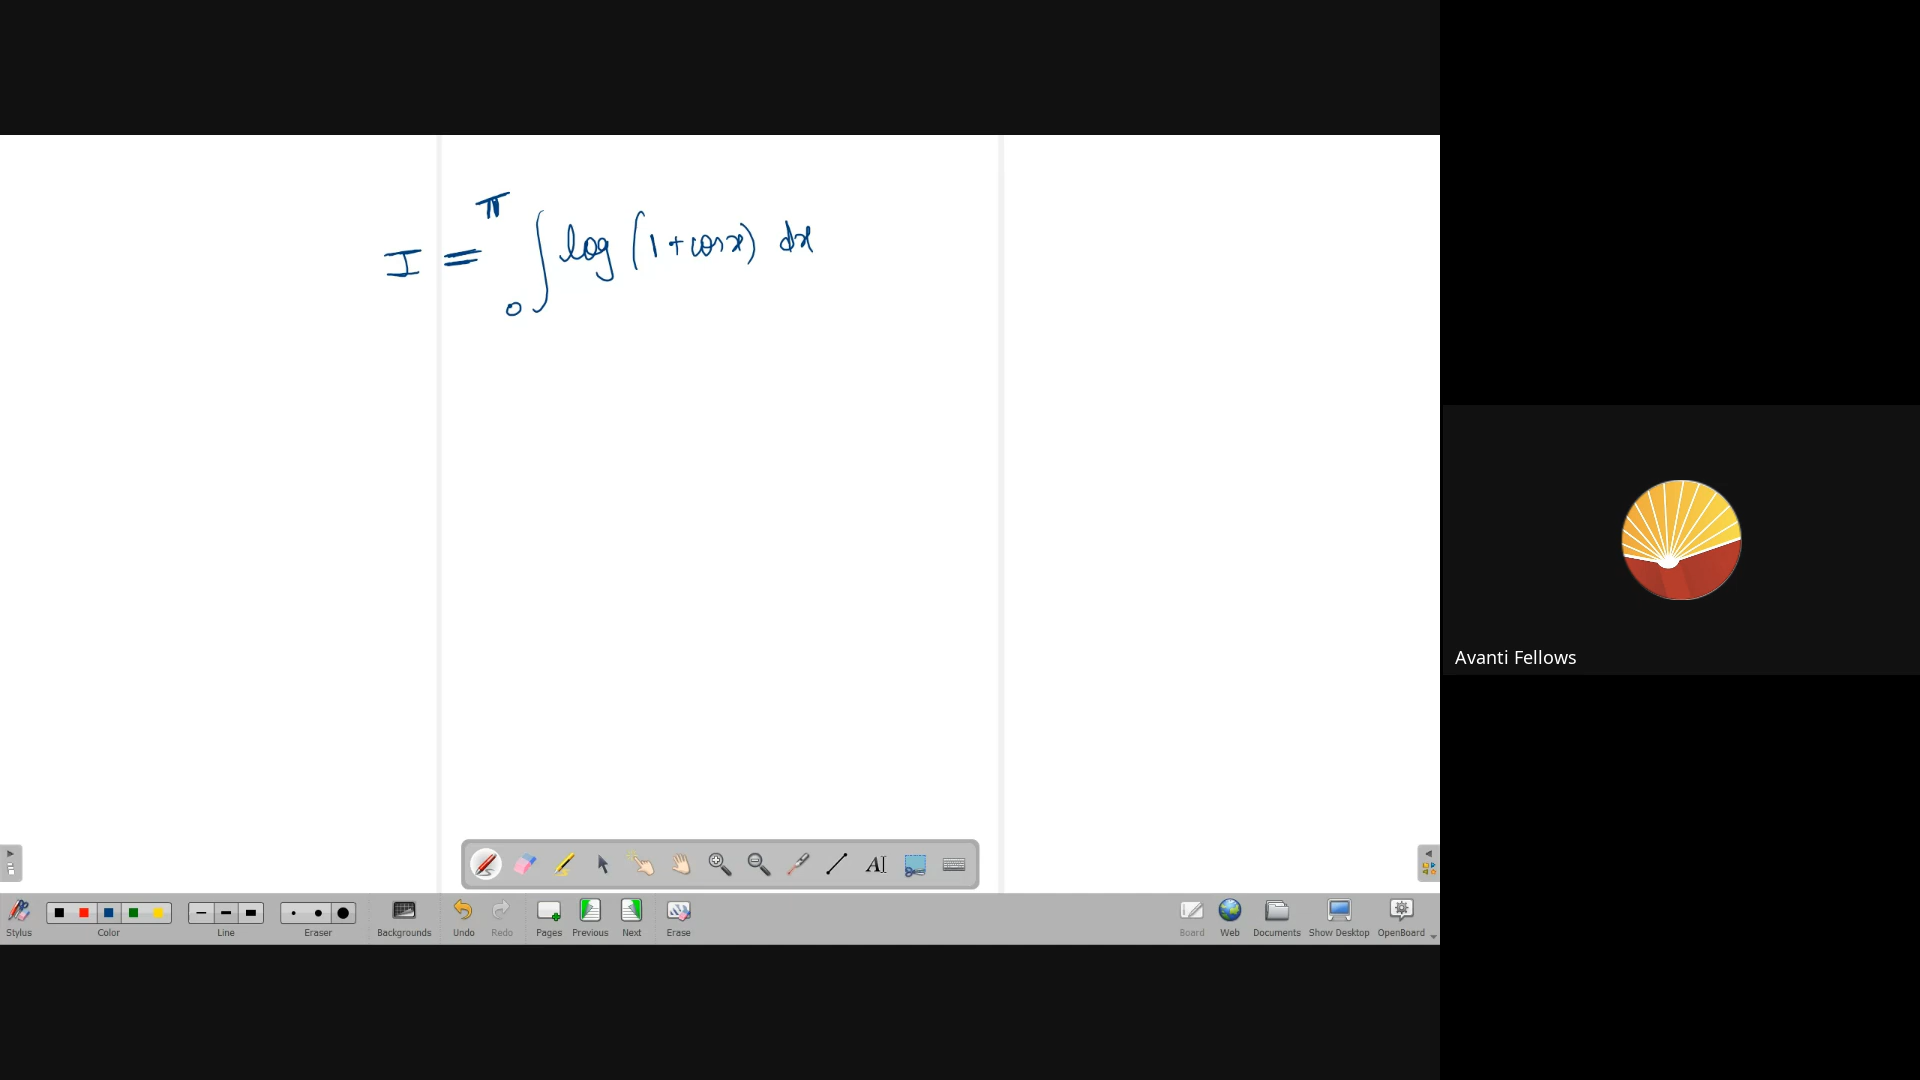 I = ∫₀^π log (1 + cos x) dx
Avanti Fellows
Stylus Color Line Eraser Backgrounds Undo Redo Pages Previous Next Erase Board Web Documents Show Desktop OpenBoard